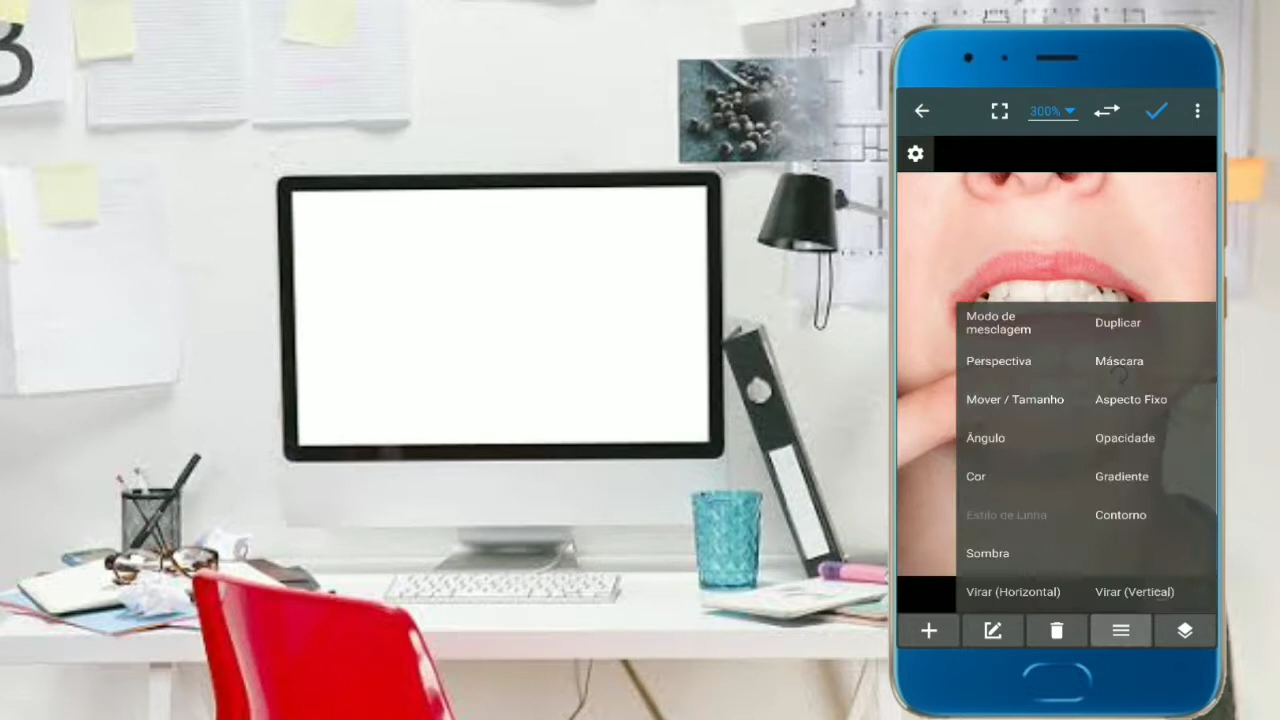 B
300%
Modo de
mesclagem
Duplicar
Perspectiva
Máscara
Mover / Tamanho
Aspecto Fixo
Ângulo
Opacidade
Cor
Gradiente
Estilo de Linha
Contorno
Sombra
Virar (Horizontal)
Virar (Vertical)